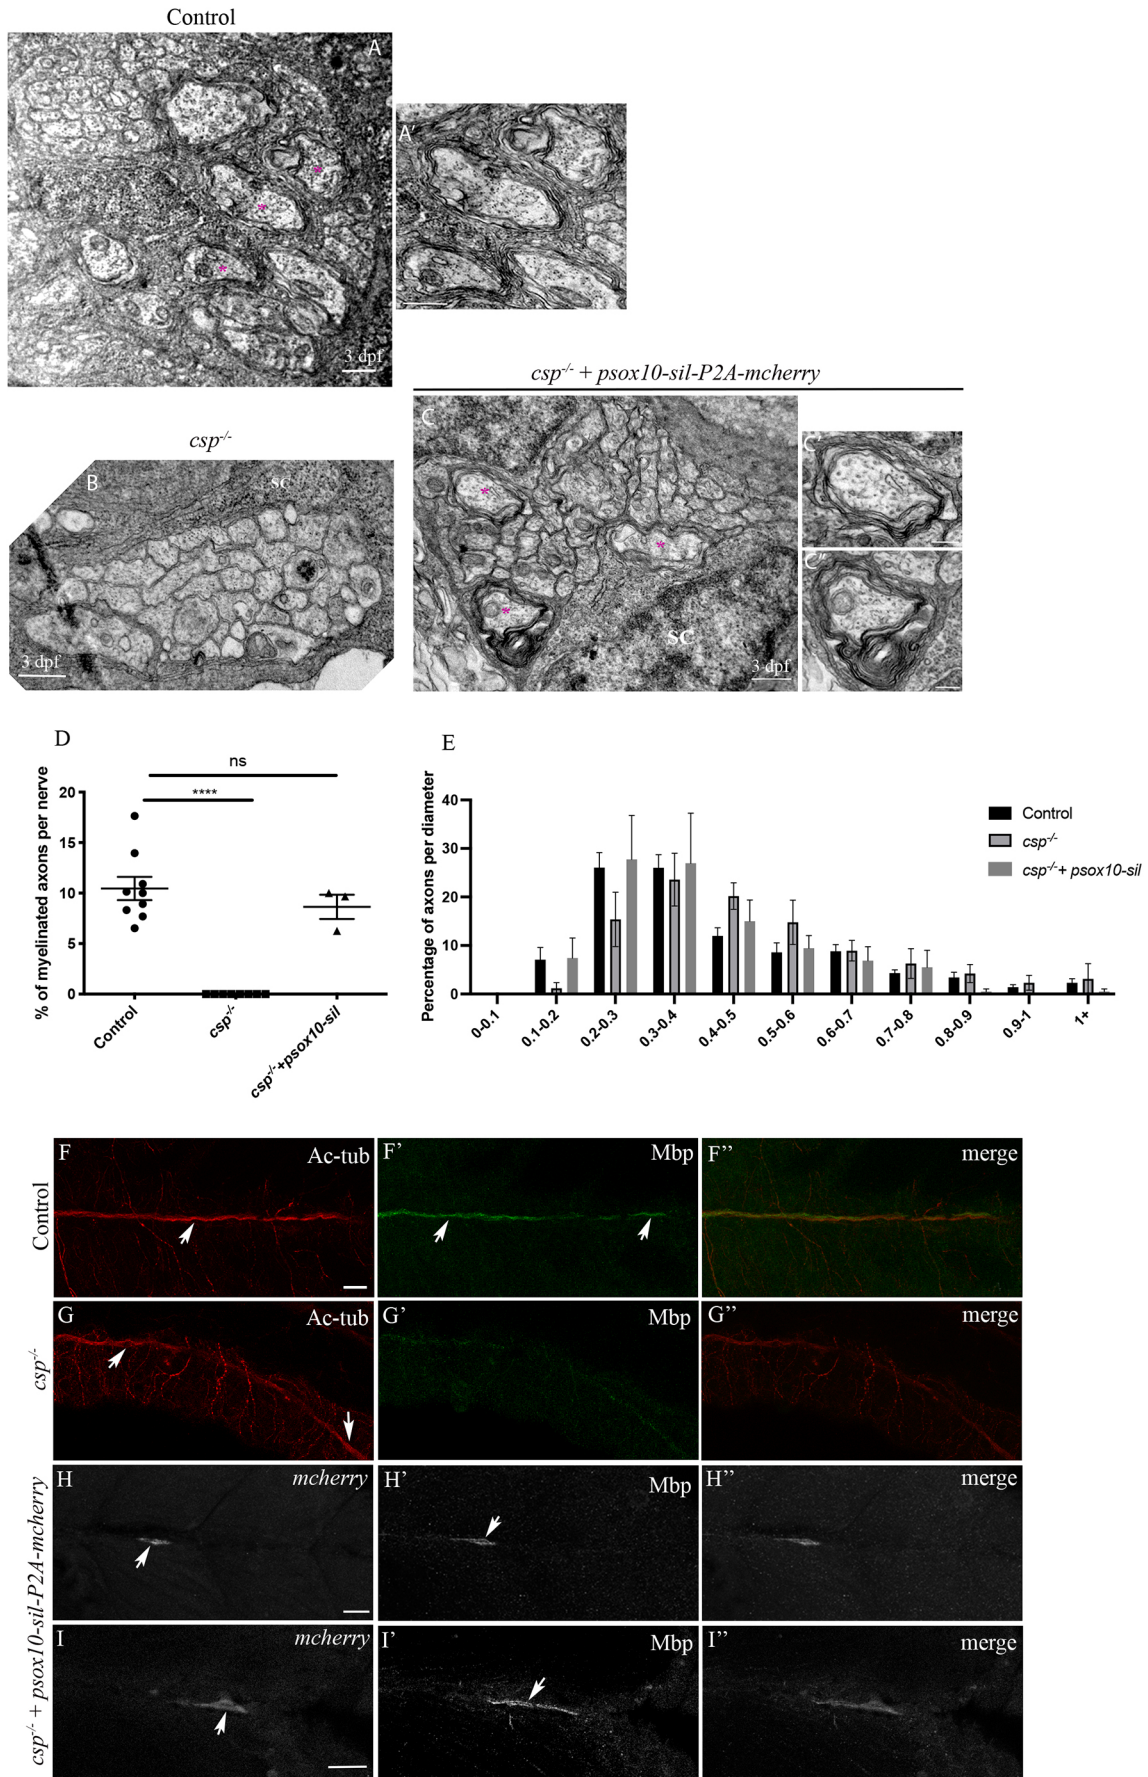 Control
A
A'
3 dpf
csp-/- + psox10-sil-P2A-mcherry
csp-/-
B
sc
3 dpf
C
sc
3 dpf
C'
C''
D
ns
****
% of myelinated axons per nerve
20
15
10
5
0
Control
csp-/-
csp-/-+psox10-sil
E
Percentage of axons per diameter
40
30
20
10
0
0-0.1
0.1-0.2
0.2-0.3
0.3-0.4
0.4-0.5
0.5-0.6
0.6-0.7
0.7-0.8
0.8-0.9
0.9-1
1+
Control
csp-/-
csp-/-+ psox10-sil
Control
F Ac-tub
F’ Mbp
F’’ merge
csp-/-
G Ac-tub
G’ Mbp
G’’ merge
csp-/- + psox10-sil-P2A-mcherry
H mcherry
H’ Mbp
H’’ merge
I mcherry
I’ Mbp
I’’ merge